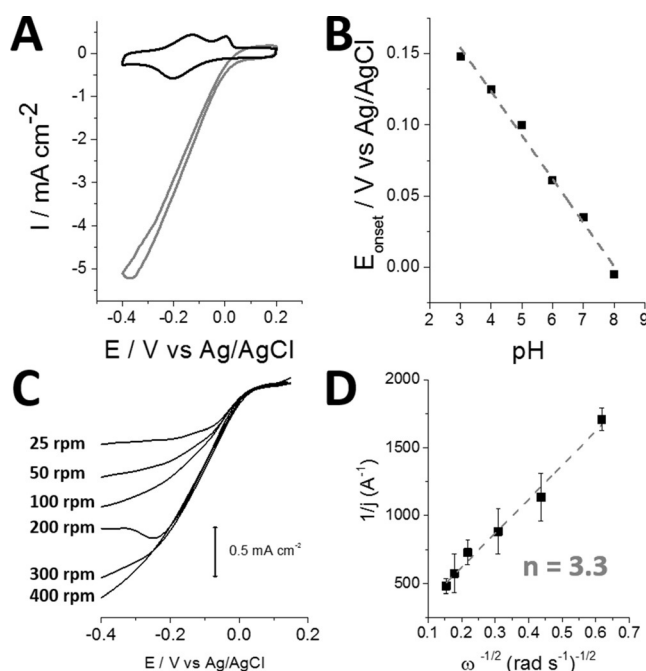 A
I / mA cm-2
0
-1
-2
-3
-4
-5
-0.4 -0.2 0.0 0.2
E / V vs Ag/AgCl
B
Eonset / V vs Ag/AgCl
0.15
0.10
0.05
0.00
2 3 4 5 6 7 8 9
pH
C
25 rpm
50 rpm
100 rpm
200 rpm
300 rpm
400 rpm
0.5 mA cm-2
-0.4 -0.2 0.0
E / V vs Ag/AgCl
D
1/j (A-1)
2000
1500
1000
500
n = 3.3
0.1 0.2 0.3 0.4 0.5 0.6 0.7
ω-1/2 (rad s-1)-1/2